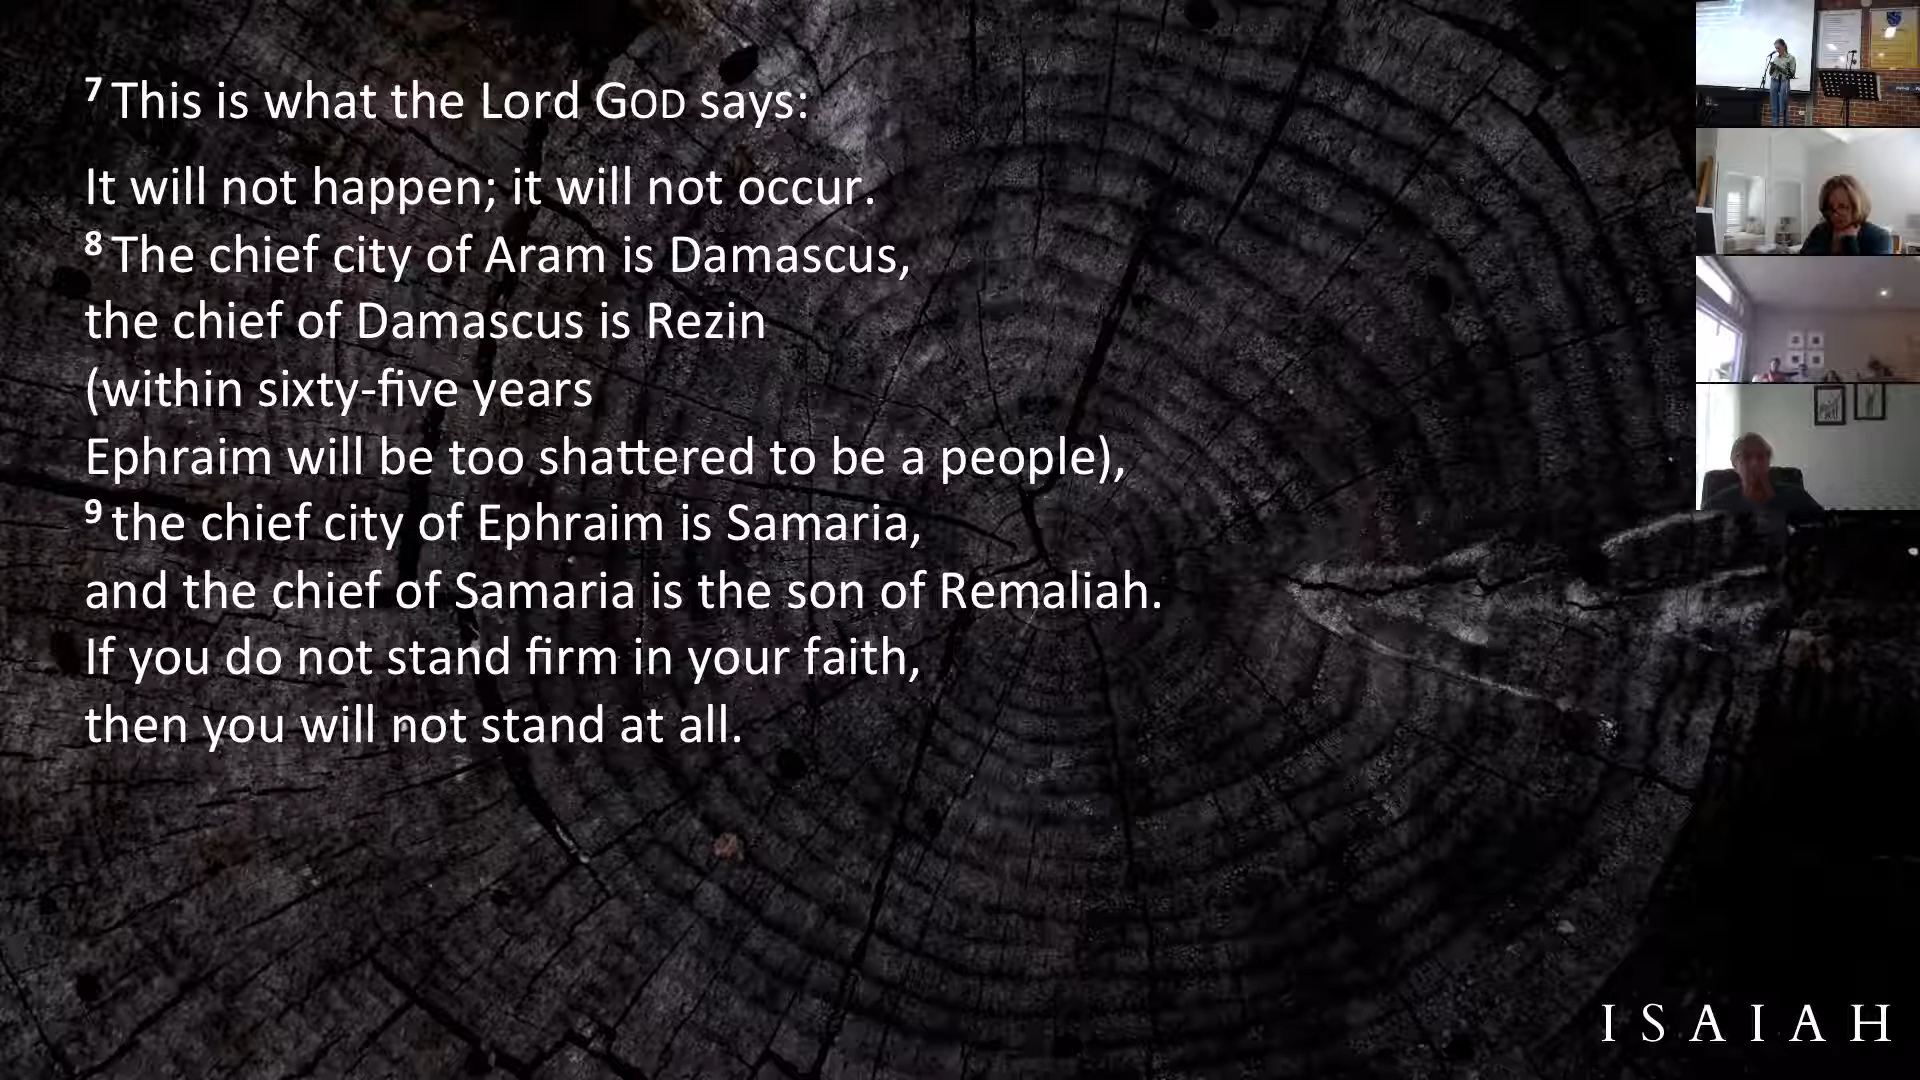 7 This is what the Lord GOD says:
It will not happen; it will not occur.
8 The chief city of Aram is Damascus,
the chief of Damascus is Rezin
(within sixty-five years
Ephraim will be too shattered to be a people),
9 the chief city of Ephraim is Samaria,
and the chief of Samaria is the son of Remaliah.
If you do not stand firm in your faith,
then you will not stand at all.
ISAIAH